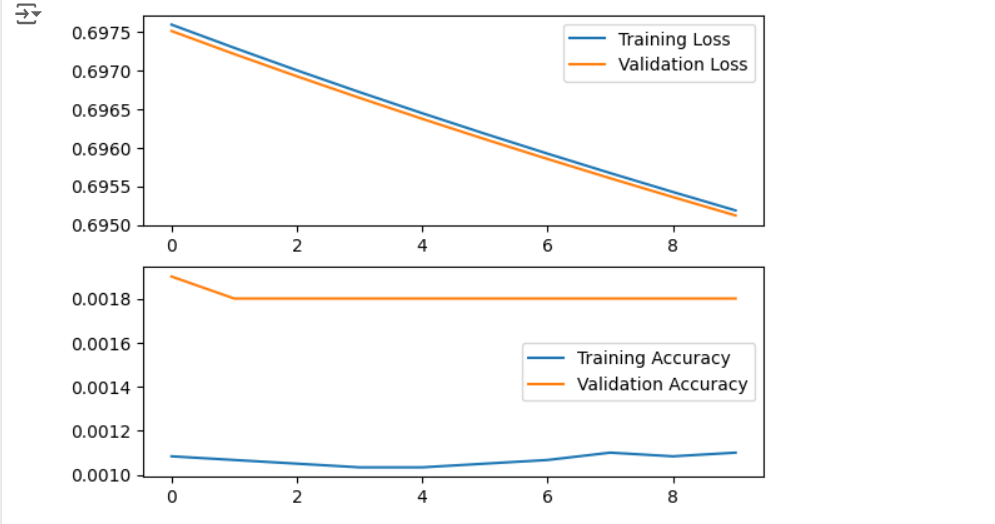 0.6975
0.6970
0.6965
0.6960
0.6955
0.6950
Training Loss
Validation Loss
0 2 4 6 8
0.0018
0.0016
0.0014
0.0012
0.0010
Training Accuracy
Validation Accuracy
0 2 4 6 8